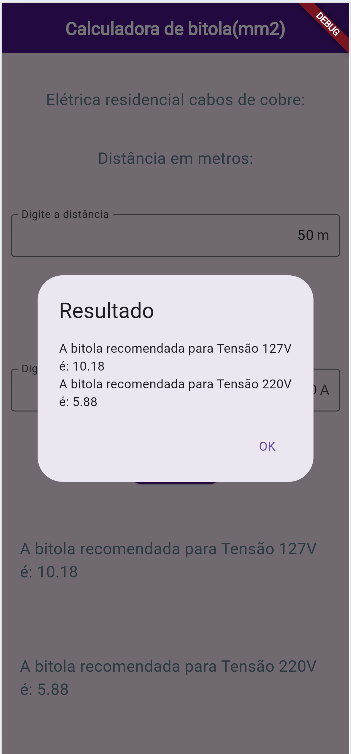 Calculadora de bitola(mm2)
DEBUG
Elétrica residencial cabos de cobre:
Distância em metros:
Digite a distância
50 m
Resultado
A bitola recomendada para Tensão 127V
é: 10.18
A bitola recomendada para Tensão 220V
é: 5.88
OK
A bitola recomendada para Tensão 127V
é: 10.18
A bitola recomendada para Tensão 220V
é: 5.88